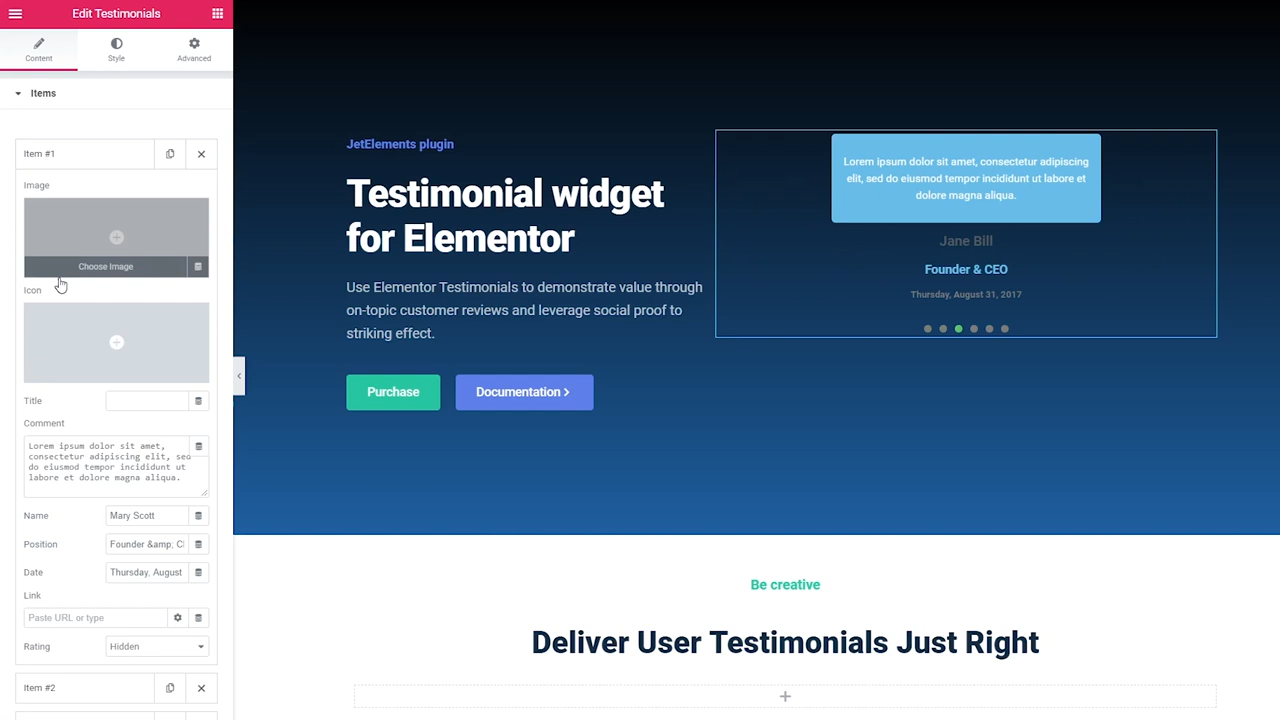 Edit Testimonials
Content
Style
Advanced
Items
Item #1
Image
Choose Image
Icon
Title
Comment
Lorem ipsum dolor sit amet,
consectetur adipiscing elit, sed
do eiusmod tempor incididunt ut
labore et dolore magna aliqua.
Name
Mary Scott
Position
Founder &amp; C
Date
Thursday, August
Link
Paste URL or type
Rating
Hidden
Item #2
JetElements plugin
Testimonial widget
for Elementor
Use Elementor Testimonials to demonstrate value through
on-topic customer reviews and leverage social proof to
striking effect.
Purchase
Documentation
Lorem ipsum dolor sit amet, consectetur adipiscing
elit, sed do eiusmod tempor incididunt ut labore et
dolore magna aliqua.
Jane Bill
Founder & CEO
Thursday, August 31, 2017
Be creative
Deliver User Testimonials Just Right